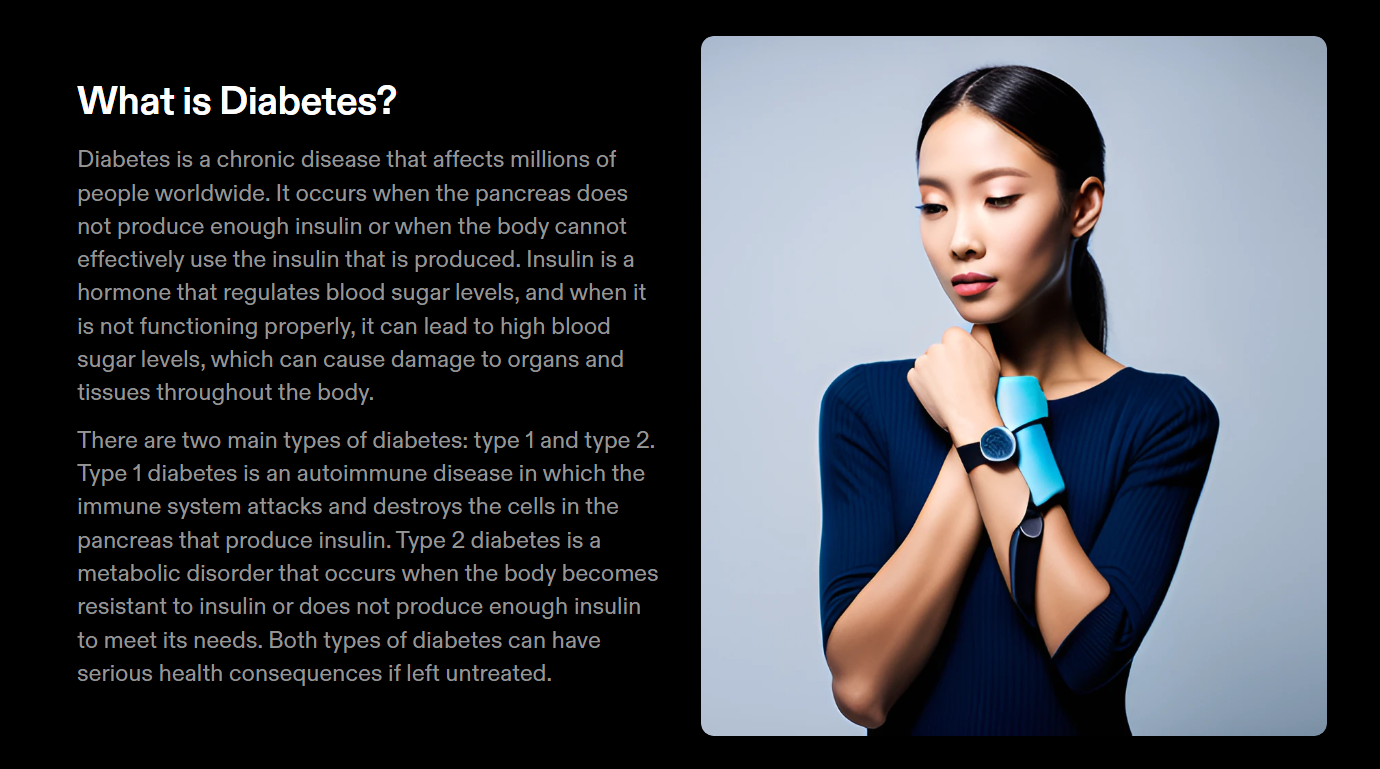 What is Diabetes?
Diabetes is a chronic disease that affects millions of
people worldwide. It occurs when the pancreas does
not produce enough insulin or when the body cannot
effectively use the insulin that is produced. Insulin is a
hormone that regulates blood sugar levels, and when it
is not functioning properly, it can lead to high blood
sugar levels, which can cause damage to organs and
tissues throughout the body.
There are two main types of diabetes: type 1 and type 2.
Type 1 diabetes is an autoimmune disease in which the
immune system attacks and destroys the cells in the
pancreas that produce insulin. Type 2 diabetes is a
metabolic disorder that occurs when the body becomes
resistant to insulin or does not produce enough insulin
to meet its needs. Both types of diabetes can have
serious health consequences if left untreated.